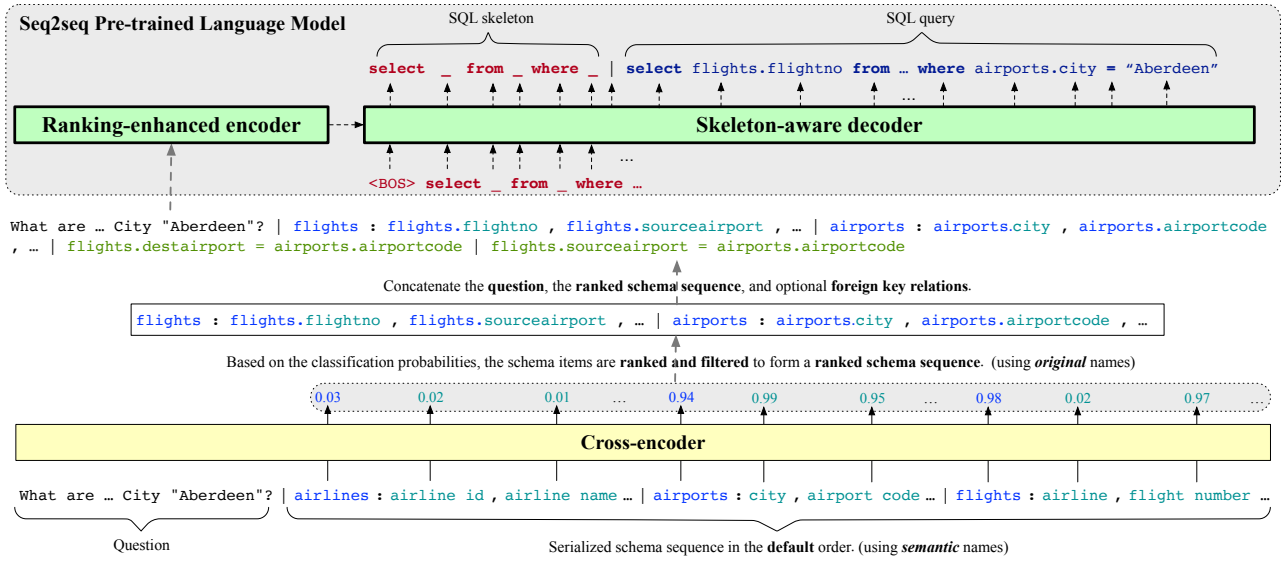 Seq2seq Pre-trained Language Model
SQL skeleton
SQL query
select _ from _ where _ | select flights.flightno from … where airports.city = “Aberdeen”
…
Ranking-enhanced encoder
Skeleton-aware decoder
…
<BOS> select _ from _ where …
What are … City "Aberdeen"? | flights : flights.flightno , flights.sourceairport , … | airports : airports.city , airports.airportcode
, … | flights.destairport = airports.airportcode | flights.sourceairport = airports.airportcode
Concatenate the question, the ranked schema sequence, and optional foreign key relations.
flights : flights.flightno , flights.sourceairport , … | airports : airports.city , airports.airportcode , …
Based on the classification probabilities, the schema items are ranked and filtered to form a ranked schema sequence. (using original names)
0.03 0.02 0.01 … 0.94 0.99 0.95 … 0.98 0.02 0.97 …
Cross-encoder
What are … City "Aberdeen"? | airlines : airline id , airline name … | airports : city , airport code … | flights : airline , flight number …
Question
Serialized schema sequence in the default order. (using semantic names)